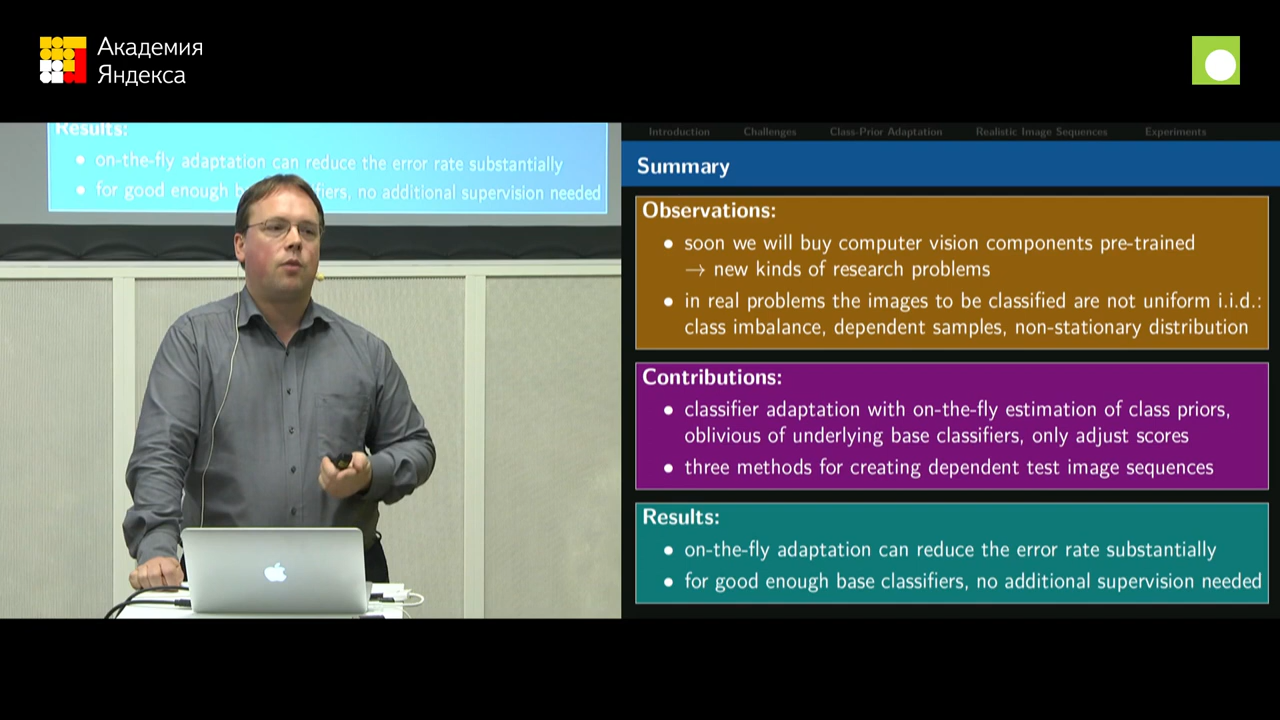 Академия
Яндекса
Results:
• on-the-fly adaptation can reduce the error rate substantially
• for good enough base classifiers, no additional supervision needed
Introduction Challenges Class-Prior Adaptation Realistic Image Sequences Experiments
Summary
Observations:
• soon we will buy computer vision components pre-trained
→ new kinds of research problems
• in real problems the images to be classified are not uniform i.i.d.:
class imbalance, dependent samples, non-stationary distribution
Contributions:
• classifier adaptation with on-the-fly estimation of class priors,
oblivious of underlying base classifiers, only adjust scores
• three methods for creating dependent test image sequences
Results:
• on-the-fly adaptation can reduce the error rate substantially
• for good enough base classifiers, no additional supervision needed